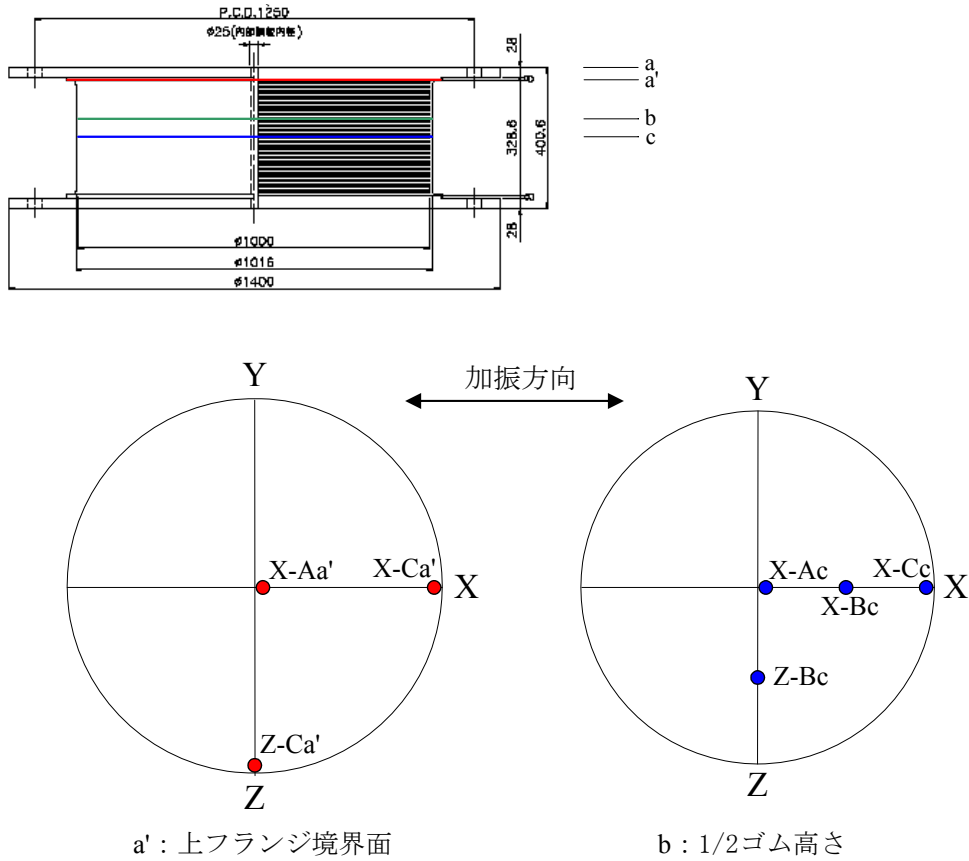 P.C.D.1250
φ25(内部鋼板内径)
28
a
a'
b
c
328.6
400.6
28
φ1000
φ1016
φ1400
加振方向
Y
X-Aa'
X-Ca'
X
Z-Ca'
Z
Y
X-Ac
X-Cc
X
X-Bc
Z-Bc
Z
a'：上フランジ境界面
b：1/2ゴム高さ